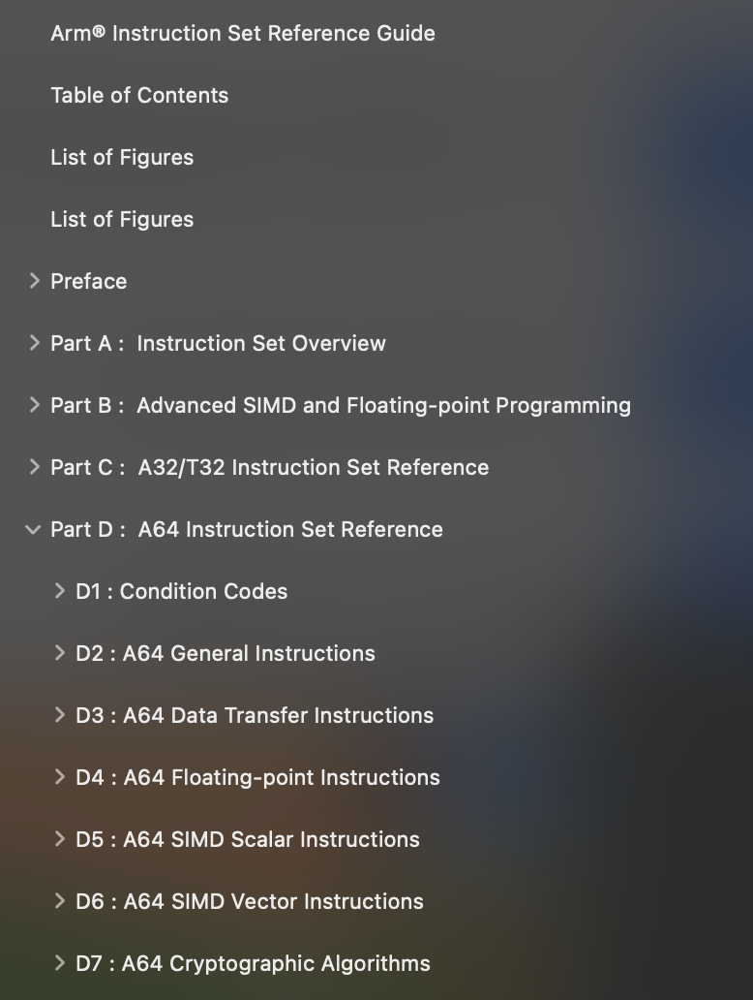 Arm® Instruction Set Reference Guide
Table of Contents
List of Figures
List of Figures
Preface
Part A :  Instruction Set Overview
Part B :  Advanced SIMD and Floating-point Programming
Part C :  A32/T32 Instruction Set Reference
Part D :  A64 Instruction Set Reference
D1 : Condition Codes
D2 : A64 General Instructions
D3 : A64 Data Transfer Instructions
D4 : A64 Floating-point Instructions
D5 : A64 SIMD Scalar Instructions
D6 : A64 SIMD Vector Instructions
D7 : A64 Cryptographic Algorithms